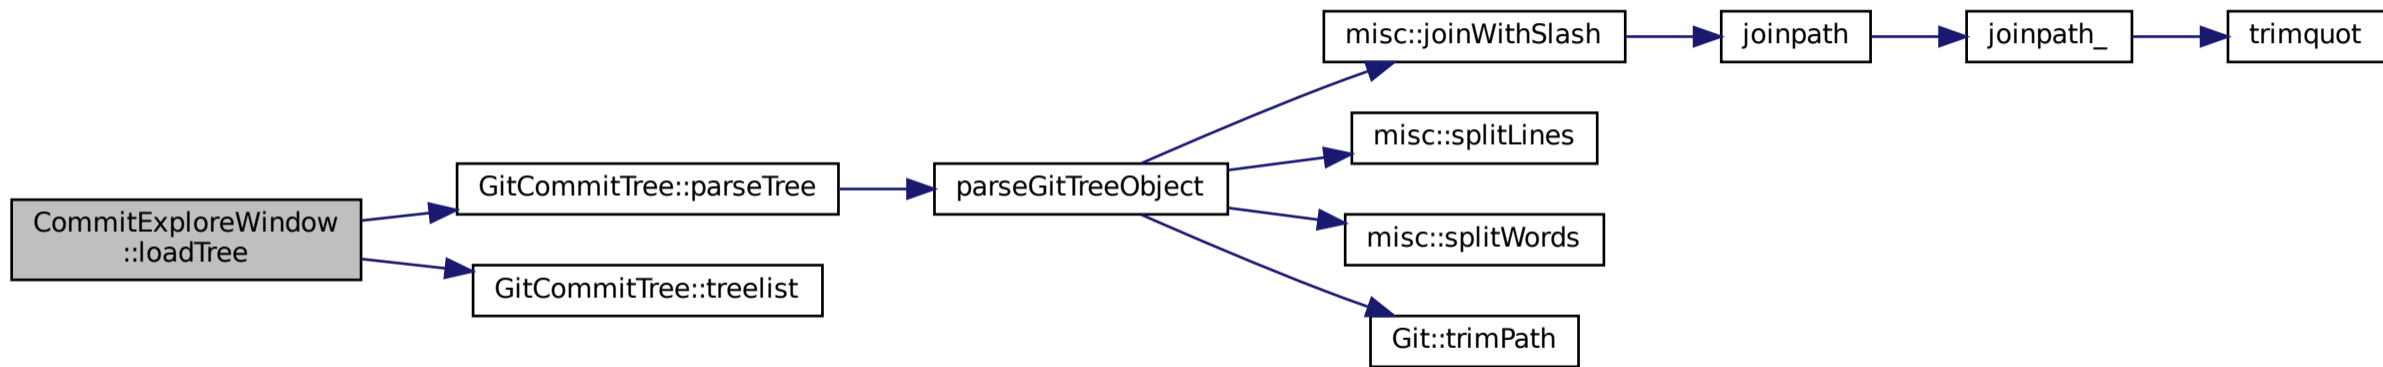 CommitExploreWindow
::loadTree
GitCommitTree::parseTree
GitCommitTree::treelist
parseGitTreeObject
misc::joinWithSlash
misc::splitLines
misc::splitWords
Git::trimPath
joinpath
joinpath_
trimquot